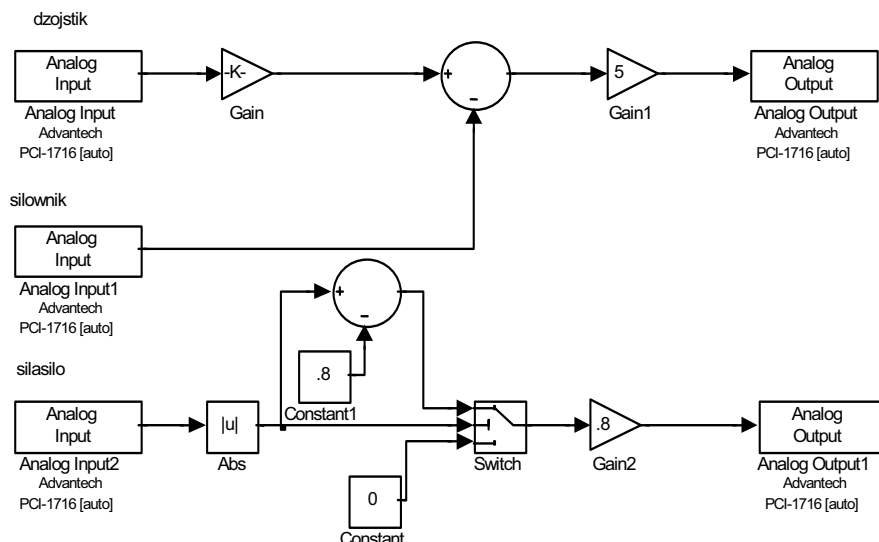 dzojstik
Analog
Input
Analog Input
Advantech
PCI-1716 [auto]
-K-
Gain
+
−
5
Gain1
Analog
Output
Analog Output
Advantech
PCI-1716 [auto]
silownik
Analog
Input
Analog Input1
Advantech
PCI-1716 [auto]
+
−
.8
Constant1
silasilo
Analog
Input
Analog Input2
Advantech
PCI-1716 [auto]
|u|
Abs
0
Constant
Switch
.8
Gain2
Analog
Output
Analog Output1
Advantech
PCI-1716 [auto]